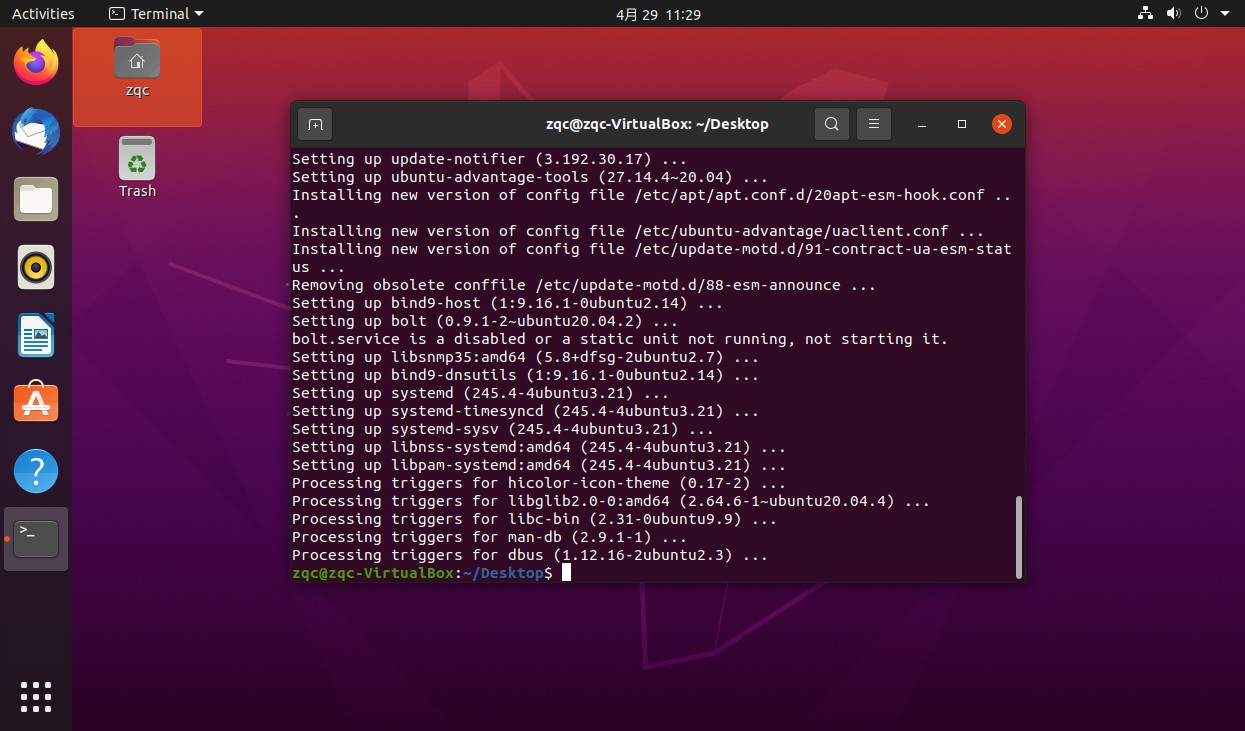 Activities
Terminal
4月 29 11:29
zqc
Trash
zqc@zqc-VirtualBox: ~/Desktop
Setting up update-notifier (3.192.30.17) ...
Setting up ubuntu-advantage-tools (27.14.4~20.04) ...
Installing new version of config file /etc/apt/apt.conf.d/20apt-esm-hook.conf ..
.
Installing new version of config file /etc/ubuntu-advantage/uaclient.conf ...
Installing new version of config file /etc/update-motd.d/91-contract-ua-esm-stat
us ...
Removing obsolete conffile /etc/update-motd.d/88-esm-announce ...
Setting up bind9-host (1:9.16.1-0ubuntu2.14) ...
Setting up bolt (0.9.1-2~ubuntu20.04.2) ...
bolt.service is a disabled or a static unit not running, not starting it.
Setting up libsnmp35:amd64 (5.8+dfsg-2ubuntu2.7) ...
Setting up bind9-dnsutils (1:9.16.1-0ubuntu2.14) ...
Setting up systemd (245.4-4ubuntu3.21) ...
Setting up systemd-timesyncd (245.4-4ubuntu3.21) ...
Setting up systemd-sysv (245.4-4ubuntu3.21) ...
Setting up libnss-systemd:amd64 (245.4-4ubuntu3.21) ...
Setting up libpam-systemd:amd64 (245.4-4ubuntu3.21) ...
Processing triggers for hicolor-icon-theme (0.17-2) ...
Processing triggers for libglib2.0-0:amd64 (2.64.6-1~ubuntu20.04.4) ...
Processing triggers for libc-bin (2.31-0ubuntu9.9) ...
Processing triggers for man-db (2.9.1-1) ...
Processing triggers for dbus (1.12.16-2ubuntu2.3) ...
zqc@zqc-VirtualBox:~/Desktop$